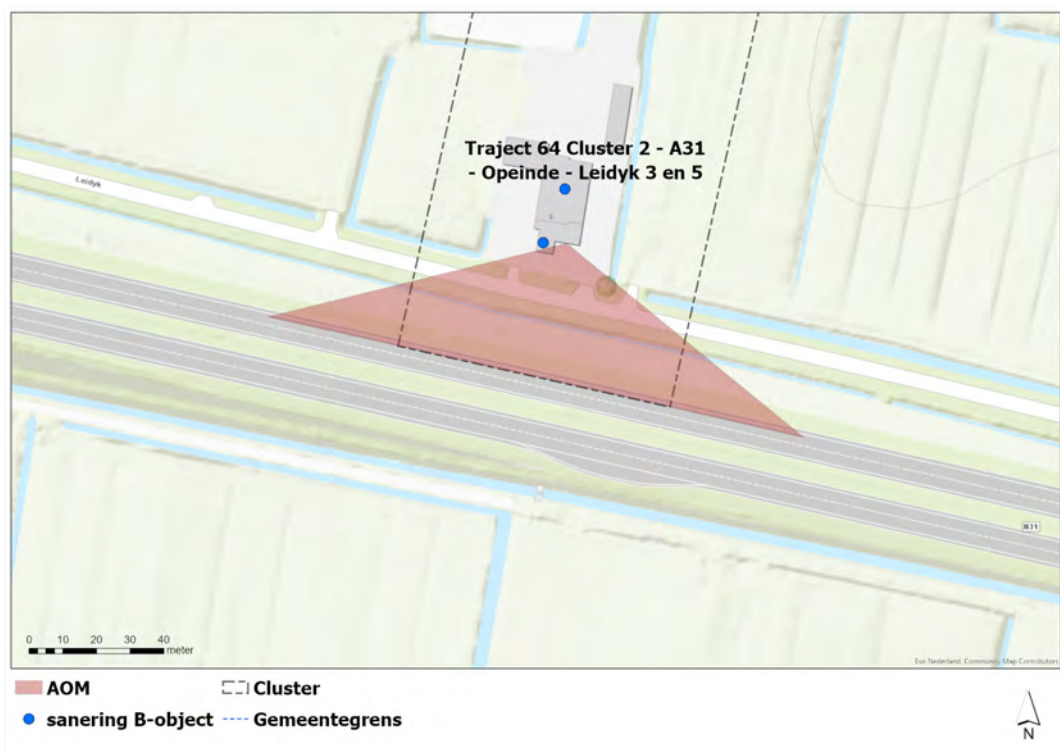 Traject 64 Cluster 2 - A31
- Opeinde - Leidyk 3 en 5
Leidyk
N31
0 10 20 30 40
meter
Esri Nederland, Community Map Contributors
AOM
Cluster
sanering B-object
Gemeentegrens
N